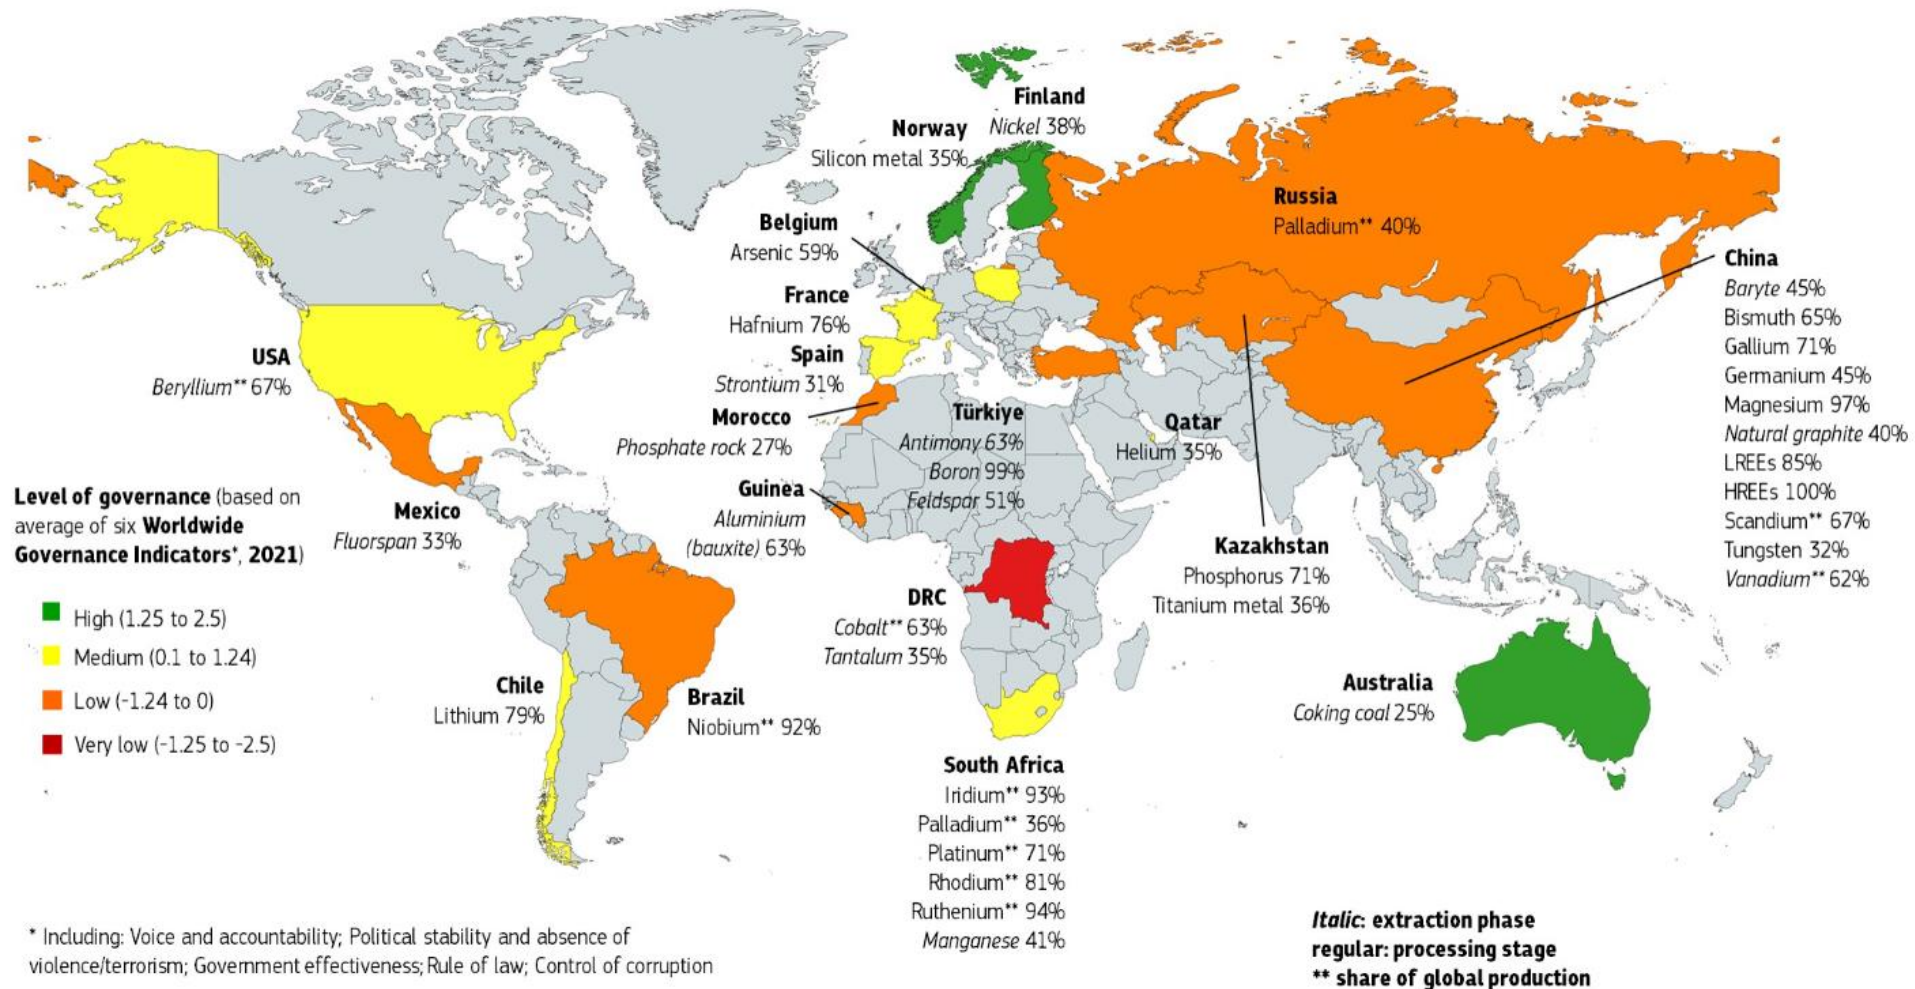 Finland
Nickel 38%
Norway
Silicon metal 35%
Russia
Palladium** 40%
Belgium
Arsenic 59%
France
Hafnium 76%
Spain
Strontium 31%
Morocco
Phosphate rock 27%
USA
Beryllium** 67%
Mexico
Fluorspan 33%
Guinea
Aluminium
(bauxite) 63%
Türkiye
Antimony 63%
Boron 99%
Feldspar 51%
Qatar
Helium 35%
China
Baryte 45%
Bismuth 65%
Gallium 71%
Germanium 45%
Magnesium 97%
Natural graphite 40%
LREEs 85%
HREEs 100%
Scandium** 67%
Tungsten 32%
Vanadium** 62%
Kazakhstan
Phosphorus 71%
Titanium metal 36%
DRC
Cobalt** 63%
Tantalum 35%
Chile
Lithium 79%
Brazil
Niobium** 92%
Australia
Coking coal 25%
South Africa
Iridium** 93%
Palladium** 36%
Platinum** 71%
Rhodium** 81%
Ruthenium** 94%
Manganese 41%
Level of governance (based on
average of six Worldwide
Governance Indicators*, 2021)
High (1.25 to 2.5)
Medium (0.1 to 1.24)
Low (-1.24 to 0)
Very low (-1.25 to -2.5)
* Including: Voice and accountability; Political stability and absence of
violence/terrorism; Government effectiveness; Rule of law; Control of corruption
Italic: extraction phase
regular: processing stage
** share of global production